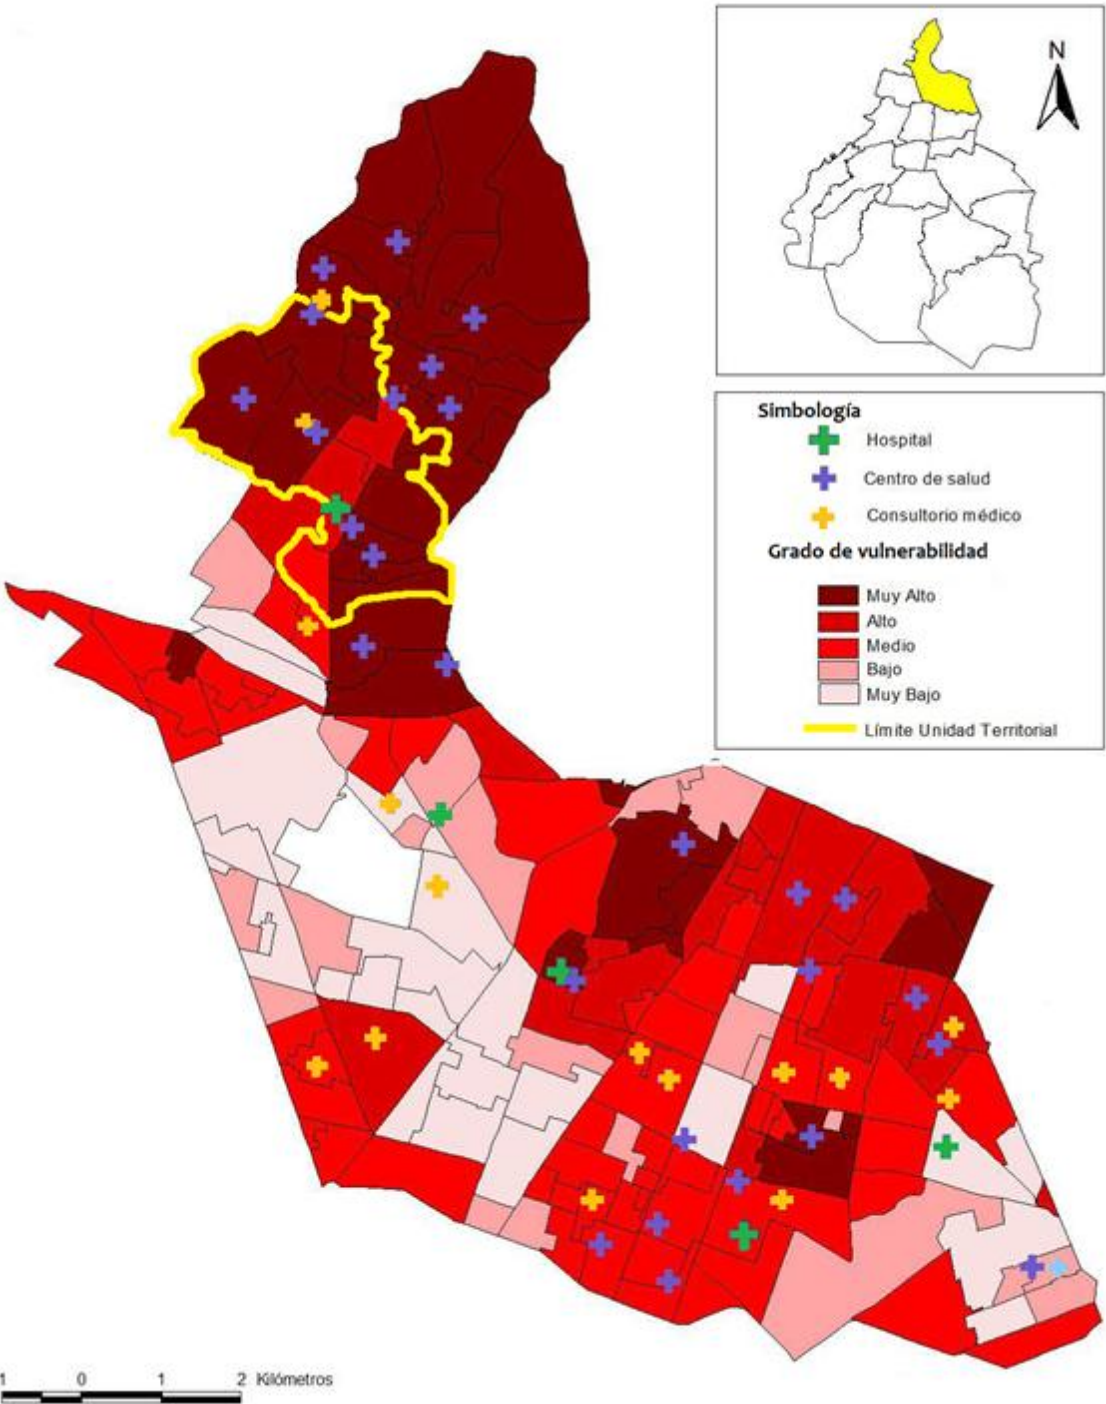 N
Simbología
Hospital
Centro de salud
Consultorio médico
Grado de vulnerabilidad
Muy Alto
Alto
Medio
Bajo
Muy Bajo
Límite Unidad Territorial
1 0 1 2 Kilómetros